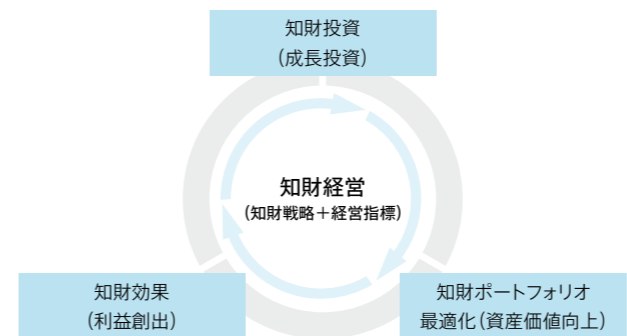 知財投資
(成長投資)
知財経営
(知財戦略+経営指標)
知財効果
(利益創出)
知財ポートフォリオ
最適化(資産価値向上)